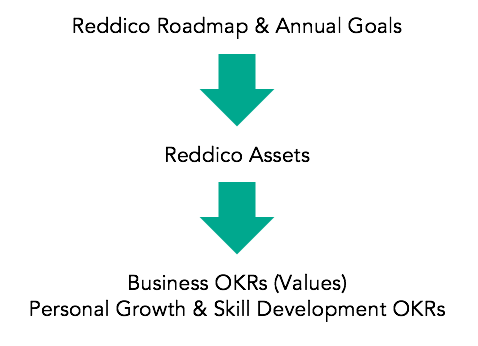 Reddico Roadmap & Annual Goals
Reddico Assets
Business OKRs (Values)
Personal Growth & Skill Development OKRs